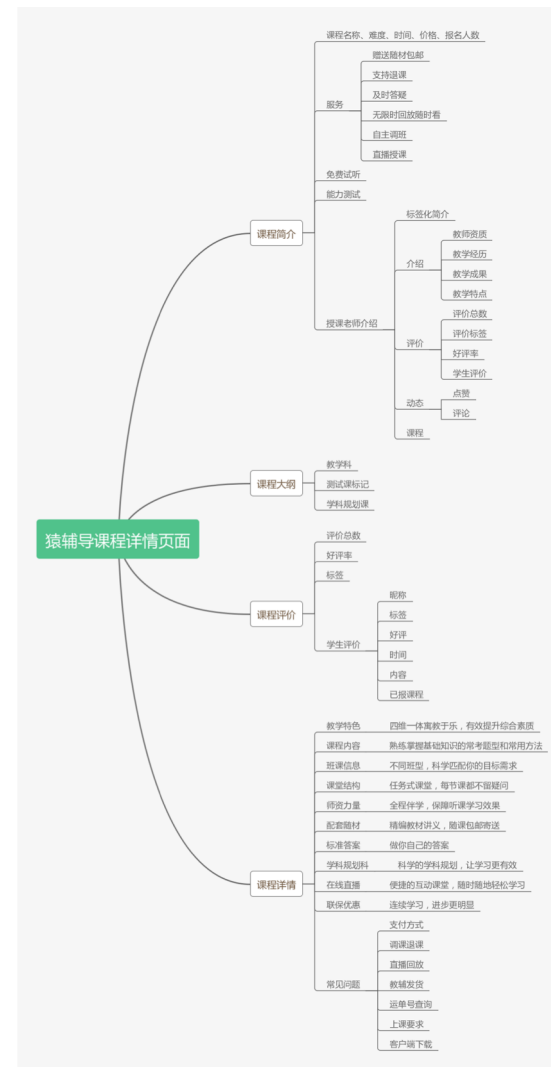 猿辅导课程详情页面
课程简介
课程名称、难度、时间、价格、报名人数
服务
赠送随材包邮
支持退课
及时答疑
无限时回放随时看
自主调班
直播授课
免费试听
能力测试
授课老师介绍
标签化简介
介绍
教师资质
教学经历
教学成果
教学特点
评价
评价总数
评价标签
好评率
学生评价
动态
点赞
评论
课程
课程大纲
教学科
测试课标记
学科规划课
课程评价
评价总数
好评率
标签
学生评价
昵称
标签
好评
时间
内容
已报课程
课程详情
教学特色 四维一体寓教于乐，有效提升综合素质
课程内容 熟练掌握基础知识的常考题型和常用方法
班课信息 不同班型，科学匹配你的目标需求
课堂结构 任务式课堂，每节课都不留疑问
师资力量 全程伴学，保障听课学习效果
配套随材 精编教材讲义，随课包邮寄送
标准答案 做你自己的答案
学科规划科 科学的学科规划，让学习更有效
在线直播 便捷的互动课堂，随时随地轻松学习
联保优惠 连续学习，进步更明显
常见问题
支付方式
调课退课
直播回放
教辅发货
运单号查询
上课要求
客户端下载